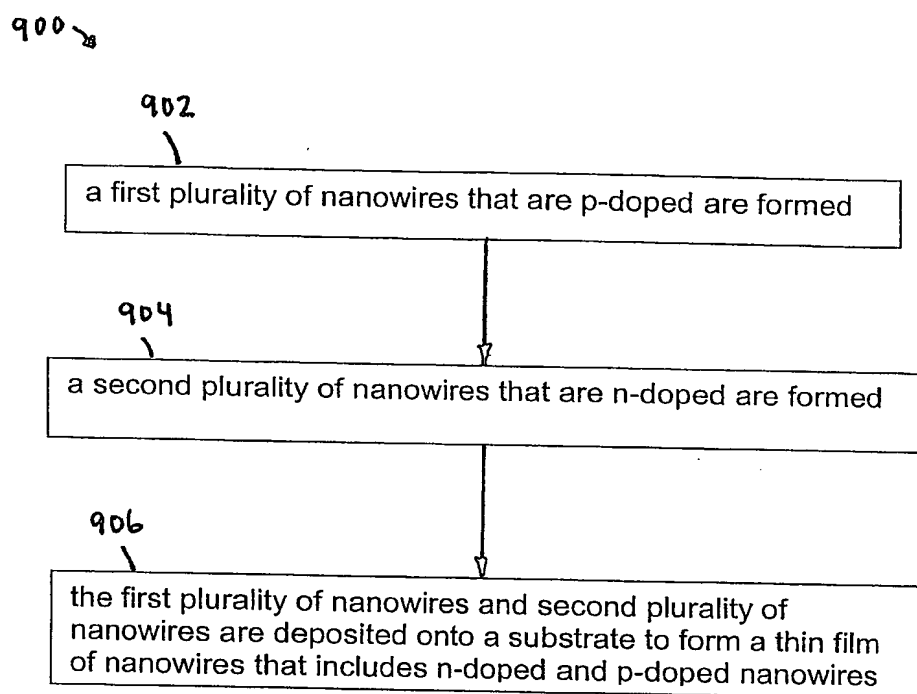 900
902
a first plurality of nanowires that are p-doped are formed
904
a second plurality of nanowires that are n-doped are formed
906
the first plurality of nanowires and second plurality of
nanowires are deposited onto a substrate to form a thin film
of nanowires that includes n-doped and p-doped nanowires